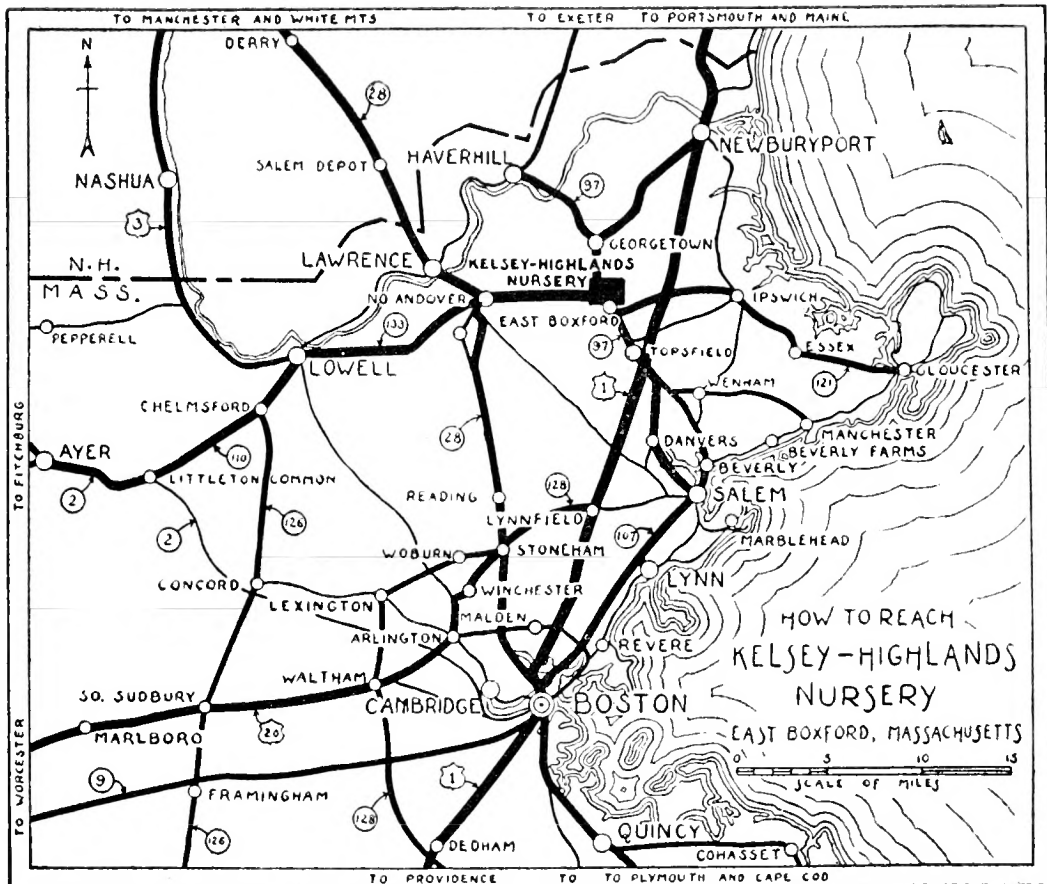 TO MANCHESTER AND WHITE MTS
TO EXETER
TO PORTSMOUTH AND MAINE
N
DERRY
28
SALEM DEPOT
HAVERHILL
NEWBURYPORT
NASHUA
97
3
GEORGETOWN
N.H.
MASS.
LAWRENCE
KELSEY-HIGHLANDS
NURSERY
NO ANDOVER
IPSWICH
EAST BOXFORD
PEPPERELL
133
97
TOPSFIELD
ESSEX
LOWELL
GLOUCESTER
1
121
WENHAM
CHELMSFORD
MANCHESTER
28
DANVERS
BEVERLY FARMS
TO FITCHBURG
AYER
110
BEVERLY
2
LITTLETON COMMON
SALEM
READING
128
LYNNFIELD
126
2
107
MARBLEHEAD
WOBURN
STONEHAM
CONCORD
LYNN
WINCHESTER
LEXINGTON
MALDEN
HOW TO REACH
KELSEY-HIGHLANDS
NURSERY
EAST BOXFORD, MASSACHUSETTS
ARLINGTON
REVERE
WALTHAM
SO. SUDBURY
CAMBRIDGE
BOSTON
20
MARLBORO
0 5 10 15
SCALE OF MILES
TO WORCESTER
9
1
FRAMINGHAM
128
QUINCY
126
DEDHAM
COHASSET
TO PROVIDENCE
TO
TO PLYMOUTH AND CAPE COD